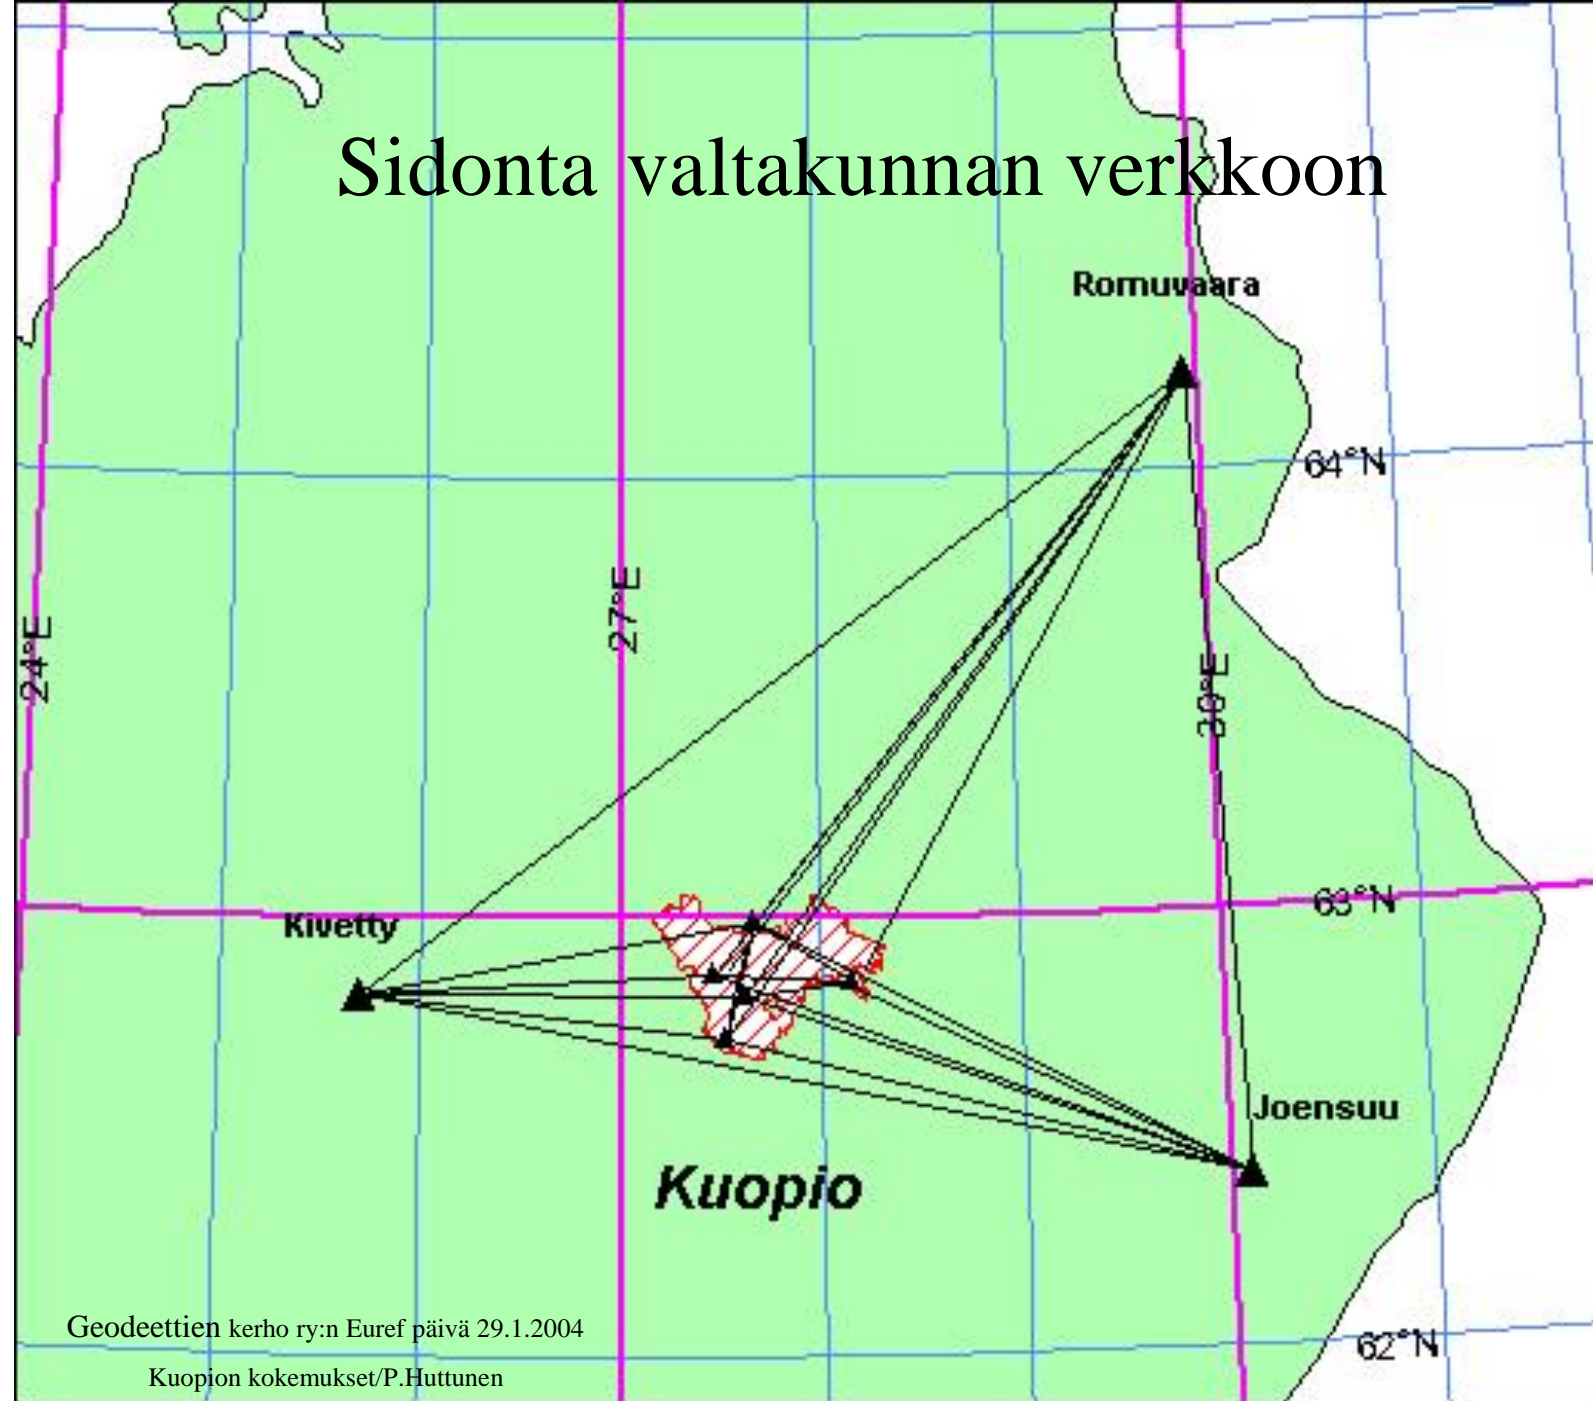 Sidonta valtakunnan verkkoon
Romuvaara
64°N
27°E
24°E
30°E
63°N
Kivetty
Joensuu
Kuopio
Geodeettien kerho ry:n Euref päivä 29.1.2004
62°N
Kuopion kokemukset/P.Huttunen